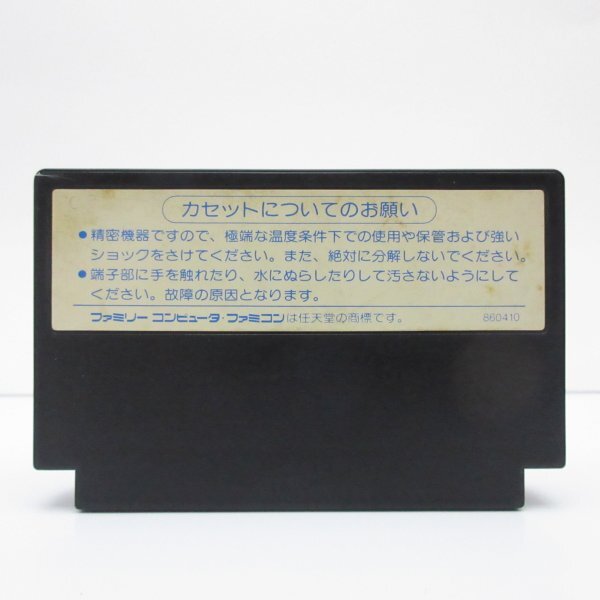 カセットについてのお願い
●精密機器ですので、極端な温度条件下での使用や保管および強い
ショックをさけてください。また、絶対に分解しないでください。
●端子部に手を触れたり、水にぬらしたりして汚さないようにして
ください。故障の原因となります。
ファミリー コンピュータ・ファミコンは任天堂の商標です。 860410